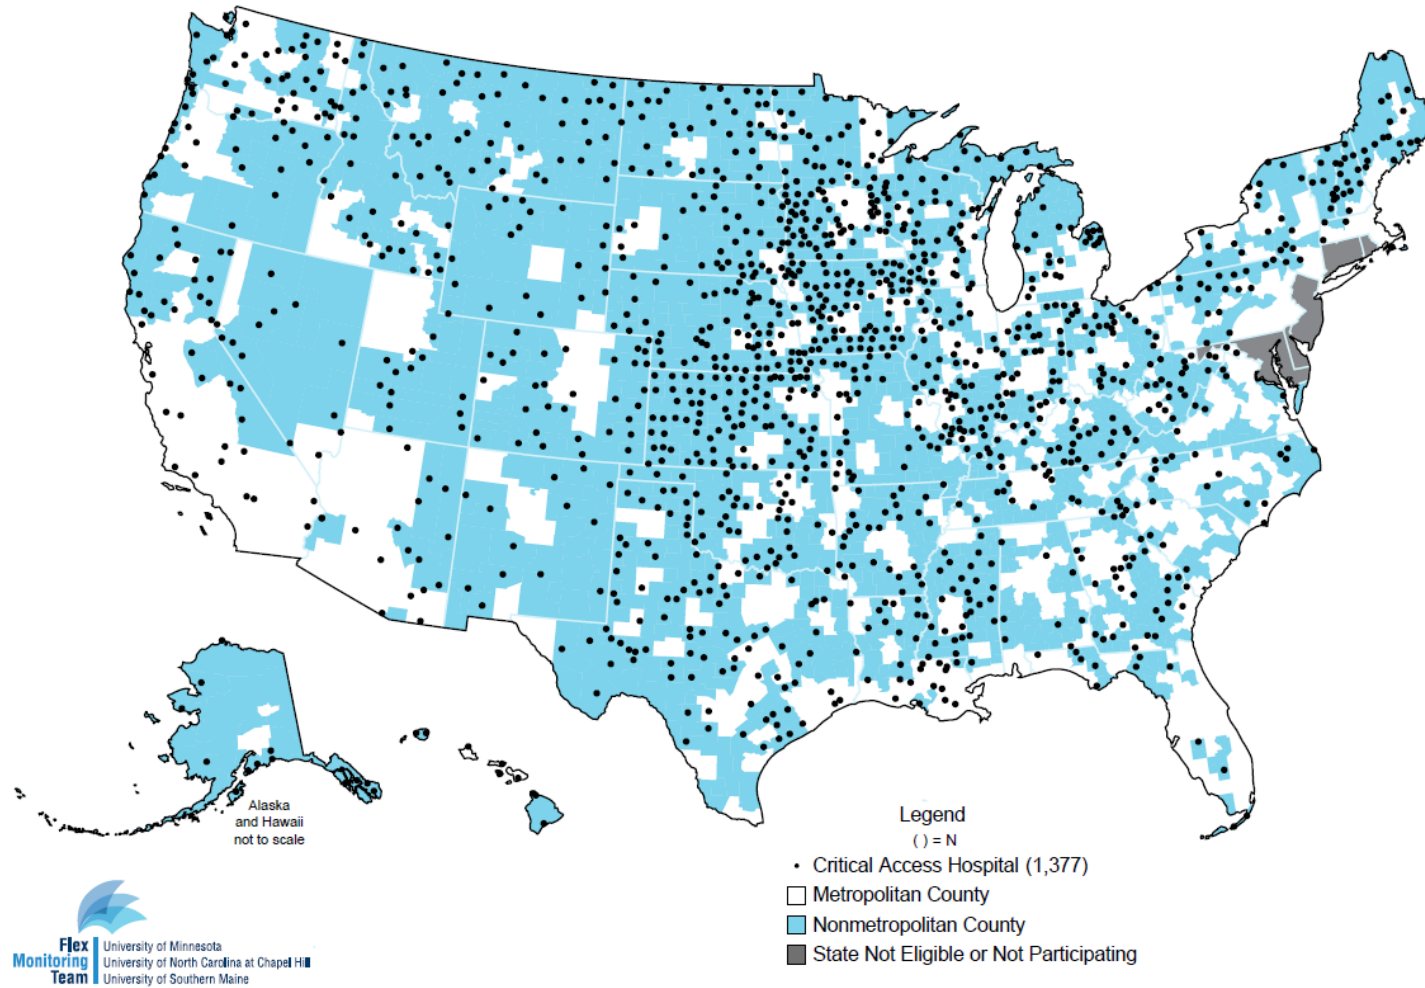 Alaska
and Hawaii
not to scale
Legend
( ) = N
Critical Access Hospital (1,377)
Metropolitan County
Nonmetropolitan County
State Not Eligible or Not Participating
Flex
Monitoring
Team
University of Minnesota
University of North Carolina at Chapel Hill
University of Southern Maine